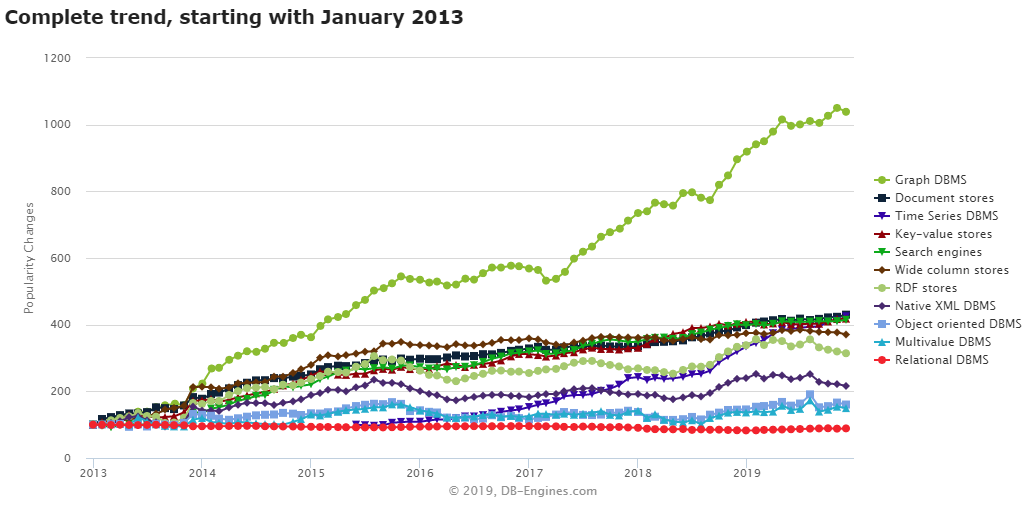 Complete trend, starting with January 2013
1200
1000
800
600
400
200
0
Popularity Changes
2013 2014 2015 2016 2017 2018 2019
Graph DBMS
Document stores
Time Series DBMS
Key-value stores
Search engines
Wide column stores
RDF stores
Native XML DBMS
Object oriented DBMS
Multivalue DBMS
Relational DBMS
© 2019, DB-Engines.com